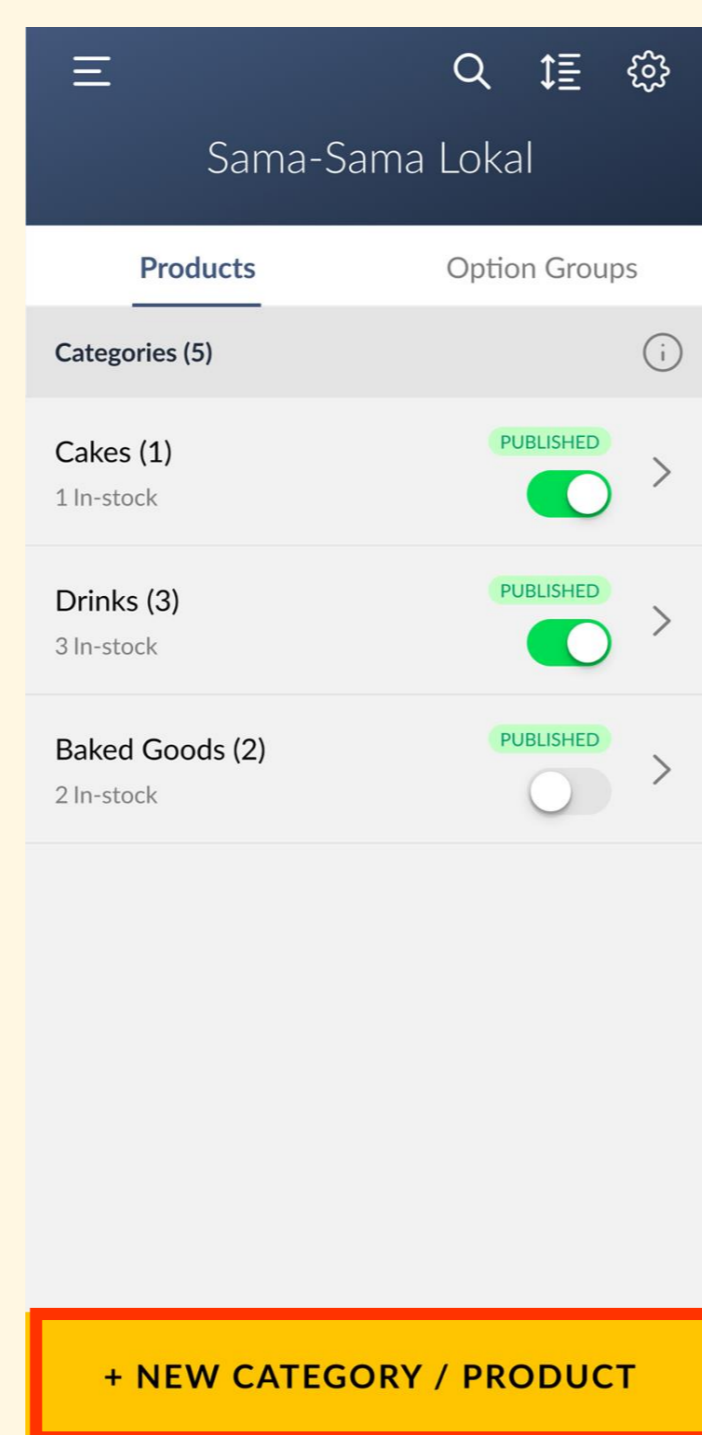 Sama-Sama Lokal
Products
Option Groups
Categories (5)
Cakes (1)
PUBLISHED
1 In-stock
Drinks (3)
PUBLISHED
3 In-stock
Baked Goods (2)
PUBLISHED
2 In-stock
+ NEW CATEGORY / PRODUCT